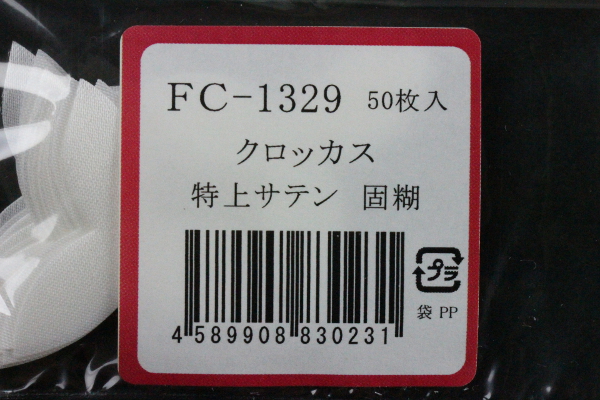 FC-1329 50枚入
クロッカス
特上サテン 固糊
プラ
袋 PP
4 589908 830231